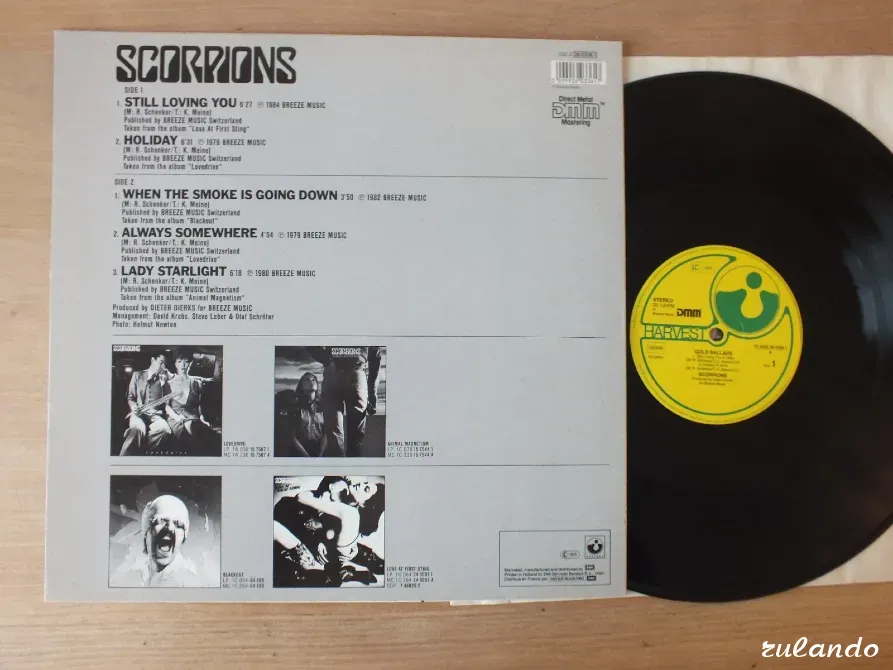 SCORPIONS
SIDE 1
1. STILL LOVING YOU 6'27 ℗ 1984 BREEZE MUSIC
(M: R. Schenker/T.: K. Meine)
Published by BREEZE MUSIC Switzerland
Taken from the album "Love At First Sting"
2. HOLIDAY 6'31 ℗ 1979 BREEZE MUSIC
(M: R. Schenker/T.: K. Meine)
Published by BREEZE MUSIC Switzerland
Taken from the album "Lovedrive"
SIDE 2
1. WHEN THE SMOKE IS GOING DOWN 3'50 ℗ 1982 BREEZE MUSIC
(M: R. Schenker/T.: K. Meine)
Published by BREEZE MUSIC Switzerland
Taken from the album "Blackout"
2. ALWAYS SOMEWHERE 4'54 ℗ 1979 BREEZE MUSIC
(M: R. Schenker/T.: K. Meine)
Published by BREEZE MUSIC Switzerland
Taken from the album "Lovedrive"
3. LADY STARLIGHT 6'18 ℗ 1980 BREEZE MUSIC
(M: R. Schenker/T.: K. Meine)
Published by BREEZE MUSIC Switzerland
Taken from the album "Animal Magnetism"
Produced by DIETER DIERKS for BREEZE MUSIC
Management: David Krebs, Steve Leber & Olaf Schröter
Photo: Helmut Newton
Direct Metal
DMM™
Mastering
SCORPIONS
LOVEDRIVE
LOVEDRIVE
SCORPIONS
ANIMAL MAGNETISM
BLACKOUT
LOVE AT FIRST STING
STEREO
DMM
HARVEST
GOLD BALLADS
SCORPIONS
1
rulando